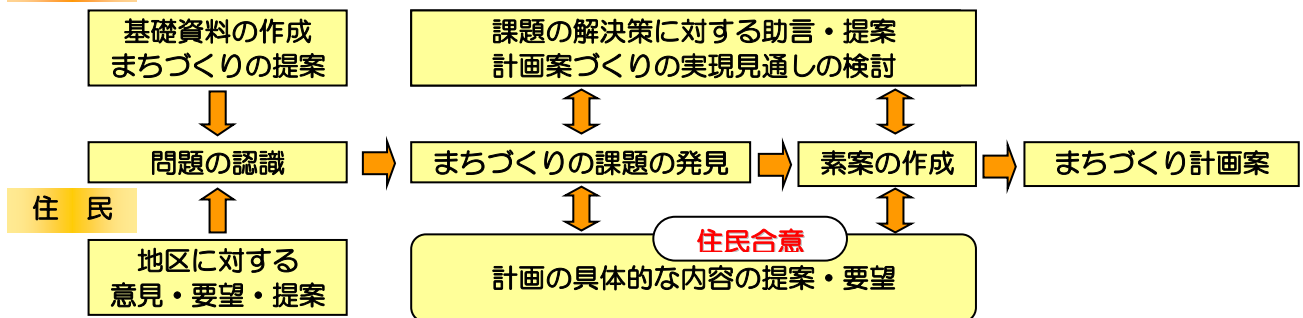 基礎資料の作成
まちづくりの提案
課題の解決策に対する助言・提案
計画案づくりの実現見通しの検討
問題の認識
まちづくりの課題の発見
素案の作成
まちづくり計画案
住 民
地区に対する
意見・要望・提案
住民合意
計画の具体的な内容の提案・要望